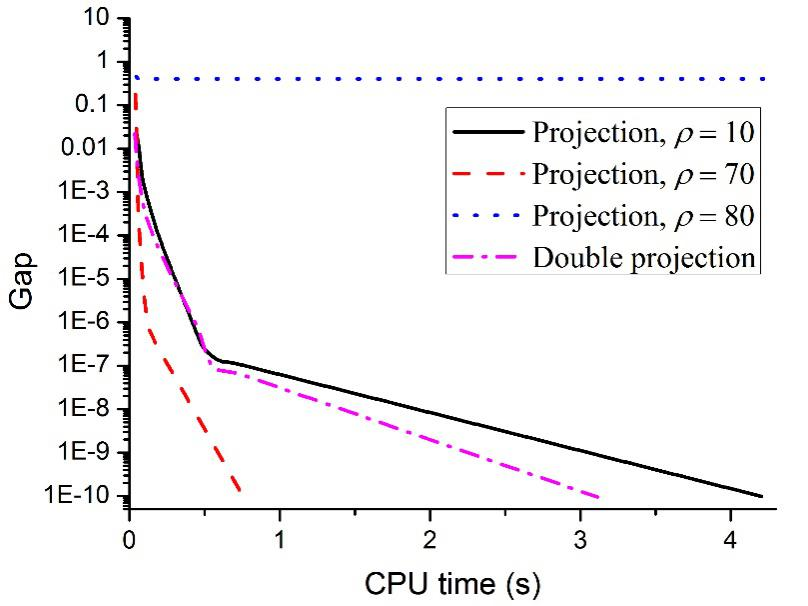 10
1
0.1
0.01
1E-3
1E-4
1E-5
1E-6
1E-7
1E-8
1E-9
1E-10
Gap
Projection, ρ = 10
Projection, ρ = 70
Projection, ρ = 80
Double projection
0 1 2 3 4
CPU time (s)